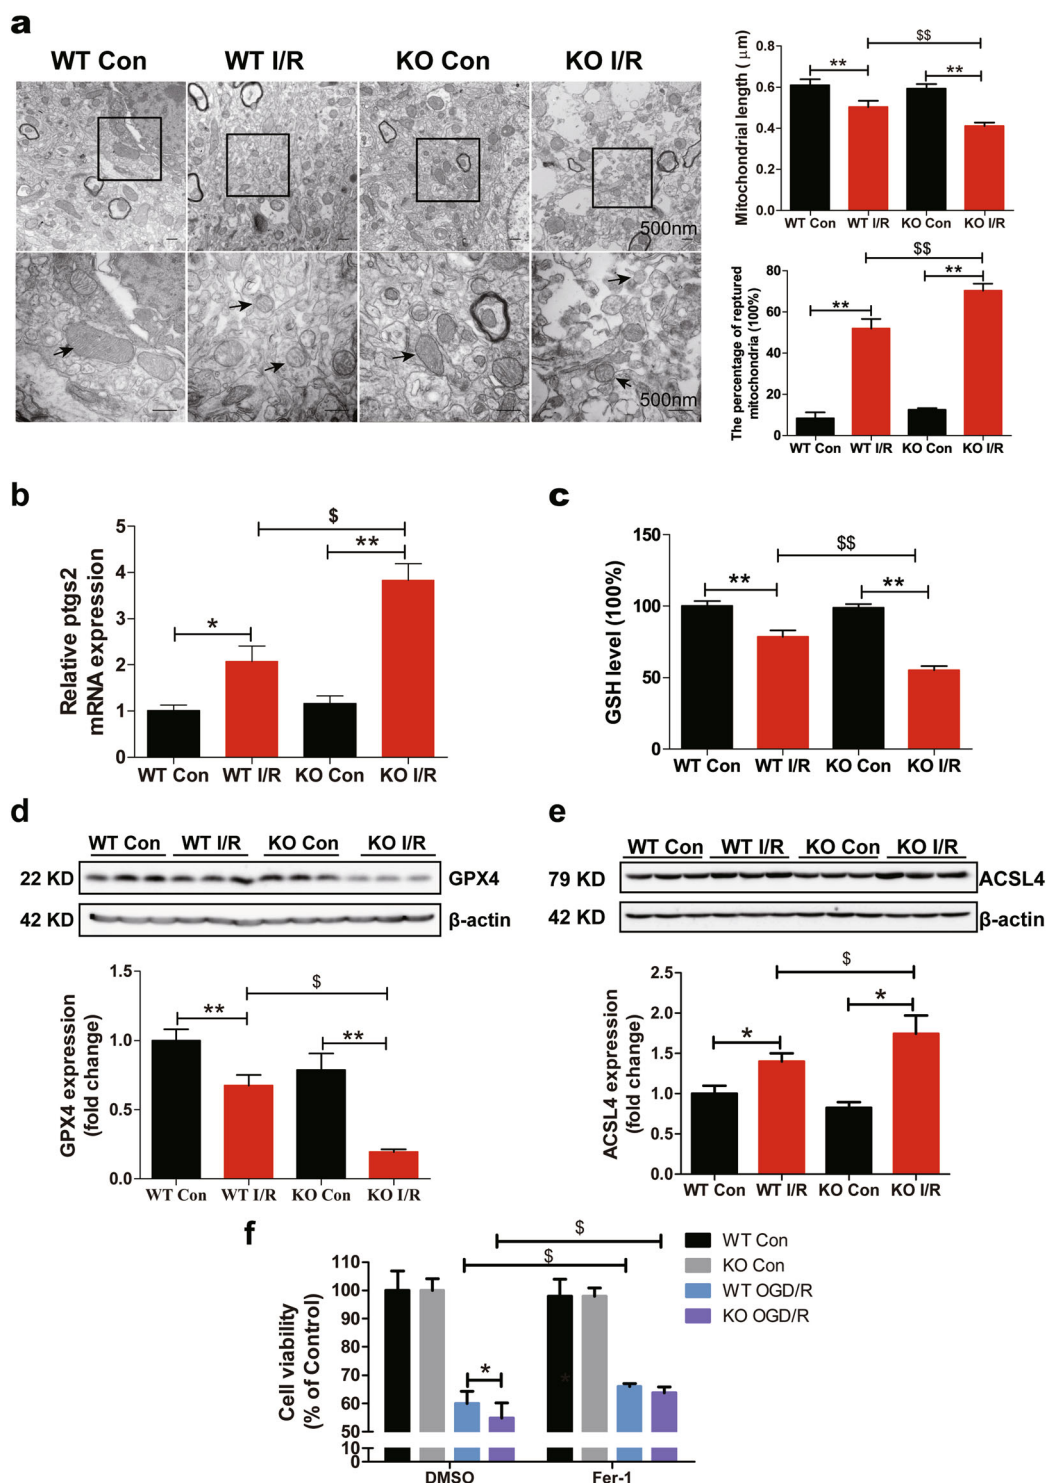 a
WT Con
WT I/R
KO Con
KO I/R
500nm
500nm
Mitochondrial length ( μm)
0.8
0.6
0.4
0.2
0.0
**
**
$$
WT Con
WT I/R
KO Con
KO I/R
The percentage of reptured
mitochondria (100%)
80
60
40
20
0
**
**
$$
WT Con
WT I/R
KO Con
KO I/R
b
Relative ptgs2
mRNA expression
5
4
3
2
1
0
*
**
$
WT Con
WT I/R
KO Con
KO I/R
c
GSH level (100%)
150
100
50
0
**
**
$$
WT Con
WT I/R
KO Con
KO I/R
d
WT Con
WT I/R
KO Con
KO I/R
22 KD
GPX4
42 KD
β-actin
GPX4 expression
(fold change)
1.5
1.0
0.5
0.0
**
**
$
WT Con
WT I/R
KO Con
KO I/R
e
WT Con
WT I/R
KO Con
KO I/R
79 KD
ACSL4
42 KD
β-actin
ACSL4 expression
(fold change)
2.5
2.0
1.5
1.0
0.5
0.0
*
*
$
WT Con
WT I/R
KO Con
KO I/R
f
Cell viability
(% of Control)
110
100
90
80
70
60
50
10
0
*
*
$
$
DMSO
Fer-1
WT Con
KO Con
WT OGD/R
KO OGD/R